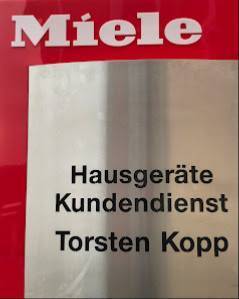 Miele
Hausgeräte
Kundendienst
Torsten Kopp